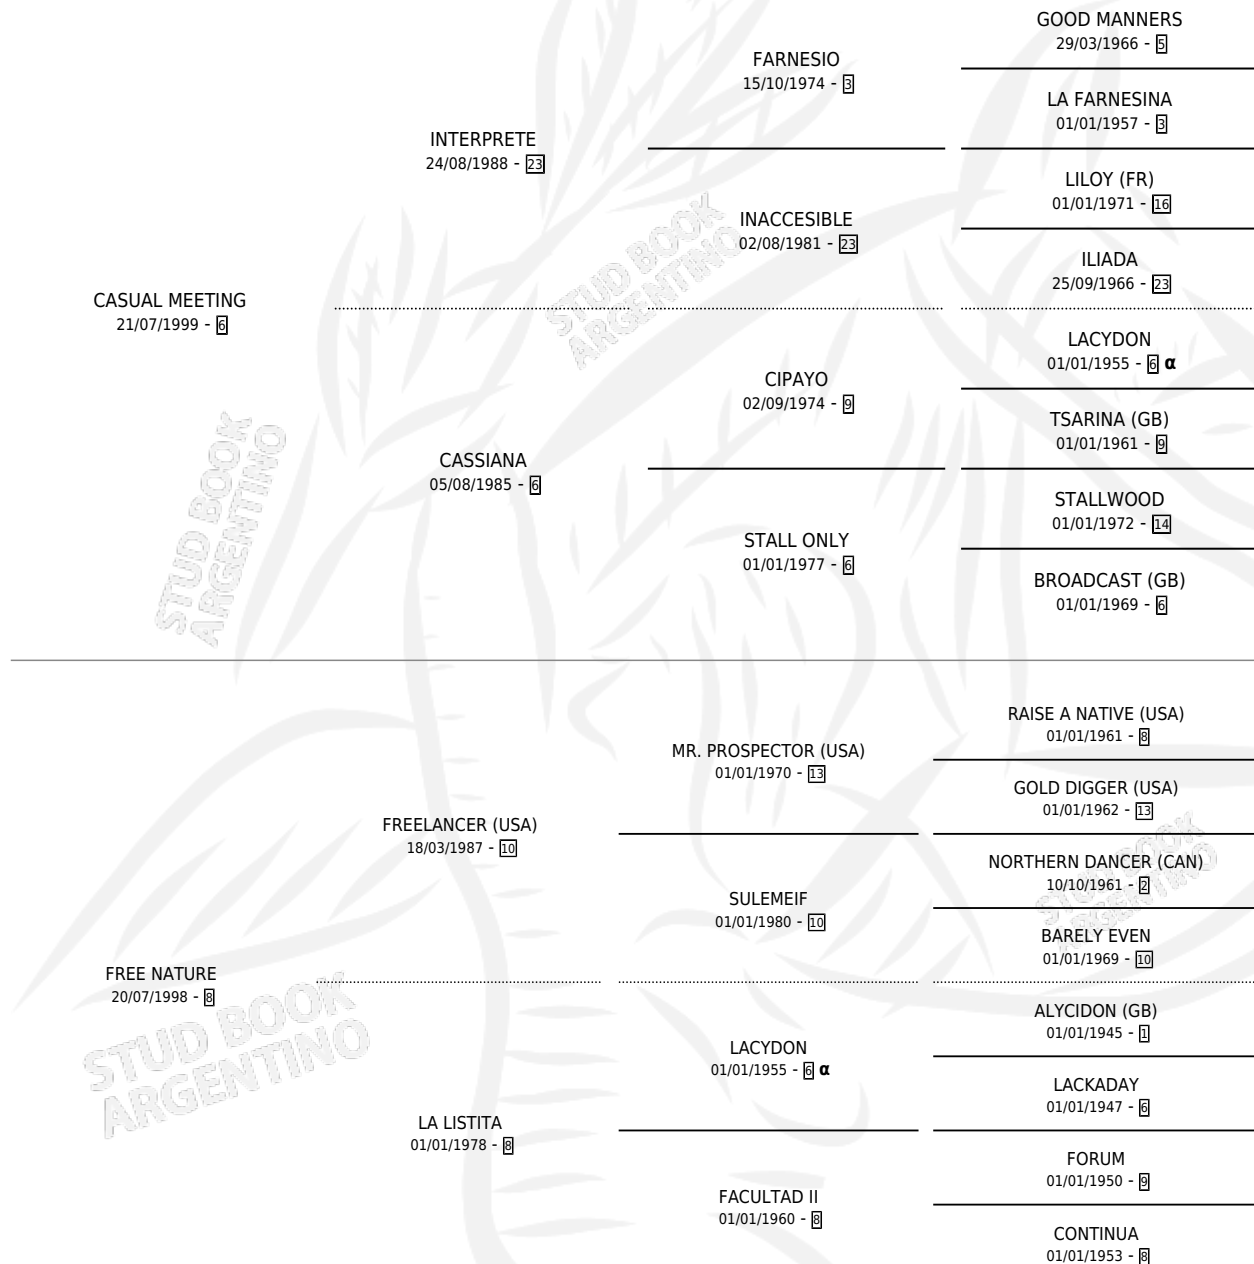 GOOD MANNERS
29/03/1966 - 5
FARNESIO
15/10/1974 - 3
LA FARNESINA
01/01/1957 - 3
INTERPRETE
24/08/1988 - 23
LILOY (FR)
01/01/1971 - 16
INACCESIBLE
02/08/1981 - 23
ILIADA
25/09/1966 - 23
CASUAL MEETING
21/07/1999 - 6
LACYDON
01/01/1955 - 6 α
CIPAYO
02/09/1974 - 9
TSARINA (GB)
01/01/1961 - 9
CASSIANA
05/08/1985 - 6
STALLWOOD
01/01/1972 - 14
STALL ONLY
01/01/1977 - 6
BROADCAST (GB)
01/01/1969 - 6
RAISE A NATIVE (USA)
01/01/1961 - 8
MR. PROSPECTOR (USA)
01/01/1970 - 13
GOLD DIGGER (USA)
01/01/1962 - 13
FREELANCER (USA)
18/03/1987 - 10
NORTHERN DANCER (CAN)
10/10/1961 - 2
SULEMEIF
01/01/1980 - 10
BARELY EVEN
01/01/1969 - 10
FREE NATURE
20/07/1998 - 8
ALYCIDON (GB)
01/01/1945 - 1
LACYDON
01/01/1955 - 6 α
LACKADAY
01/01/1947 - 6
LA LISTITA
01/01/1978 - 8
FORUM
01/01/1950 - 9
FACULTAD II
01/01/1960 - 8
CONTINUA
01/01/1953 - 8
STUD BOOK
ARGENTINO
STUD BOOK
ARGENTINO
STUD BOOK
ARGENTINO
STUD BOOK
ARGENTINO